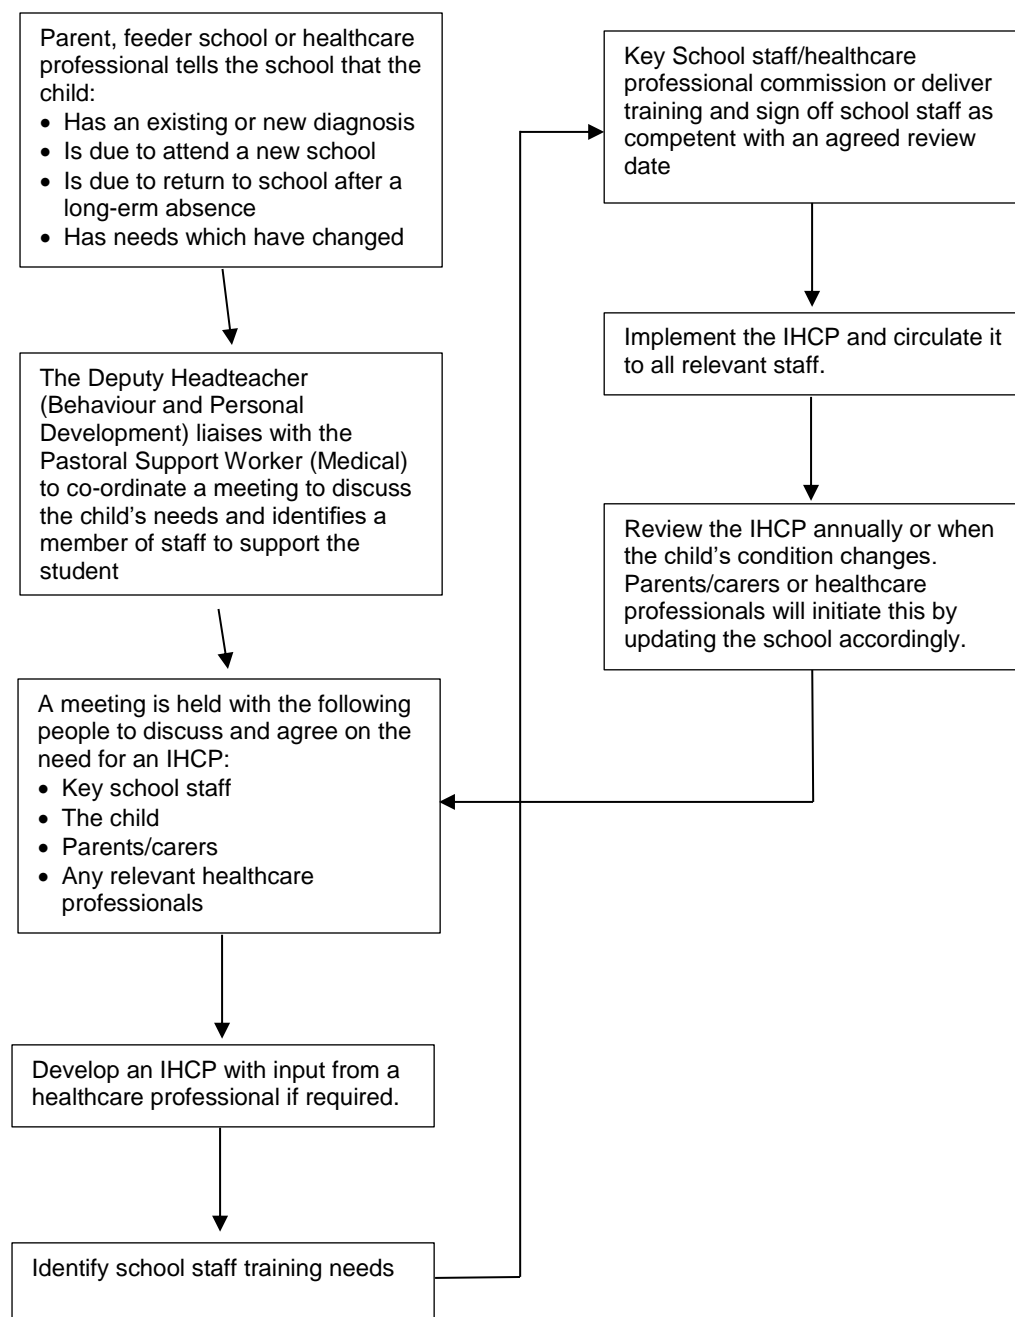 Parent, feeder school or healthcare
professional tells the school that the
child:
• Has an existing or new diagnosis
• Is due to attend a new school
• Is due to return to school after a
long-erm absence
• Has needs which have changed
The Deputy Headteacher
(Behaviour and Personal
Development) liaises with the
Pastoral Support Worker (Medical)
to co-ordinate a meeting to discuss
the child’s needs and identifies a
member of staff to support the
student
A meeting is held with the following
people to discuss and agree on the
need for an IHCP:
• Key school staff
• The child
• Parents/carers
• Any relevant healthcare
professionals
Develop an IHCP with input from a
healthcare professional if required.
Identify school staff training needs
Key School staff/healthcare
professional commission or deliver
training and sign off school staff as
competent with an agreed review
date
Implement the IHCP and circulate it
to all relevant staff.
Review the IHCP annually or when
the child’s condition changes.
Parents/carers or healthcare
professionals will initiate this by
updating the school accordingly.